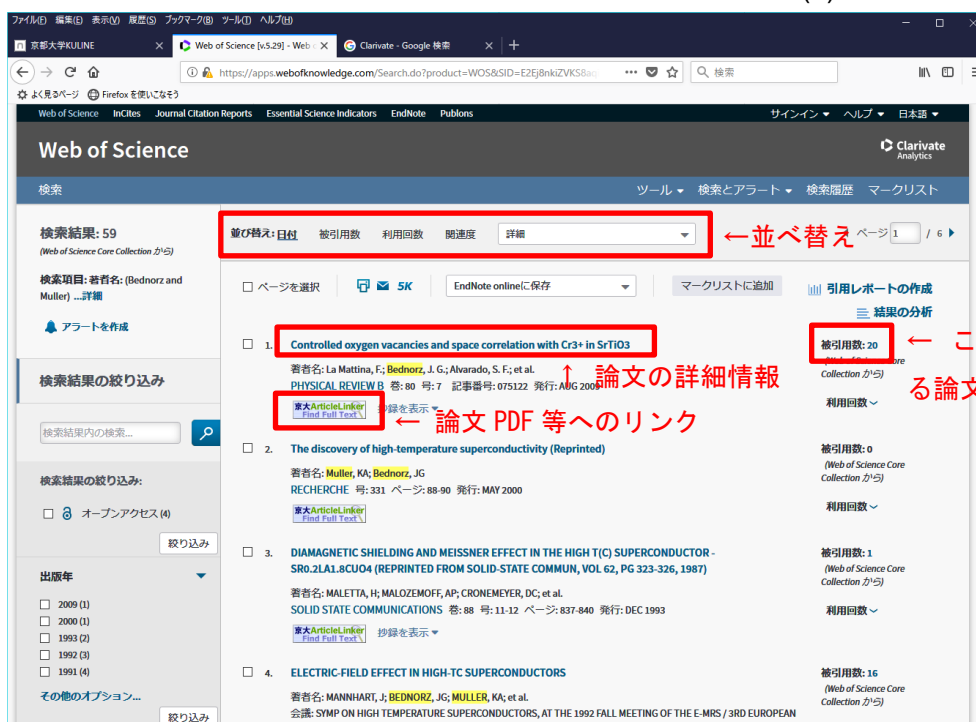 ファイル(F) 編集(E) 表示(V) 履歴(S) ブックマーク(B) ツール(T) ヘルプ(H)
京都大学KULINE
Web of Science [v.5.29] - Web
Clarivate - Google 検索
https://apps.webofknowledge.com/Search.do?product=WOS&SID=E2Ej8nkiZVKS8aq
検索
よく見るページ Firefox を使いこなそう
Web of Science InCites Journal Citation Reports Essential Science Indicators EndNote Publons サインイン ヘルプ 日本語
Web of Science
Clarivate
Analytics
検索 ツール 検索とアラート 検索履歴 マークリスト
検索結果: 59
(Web of Science Core Collection から)
検索項目: 著者名: (Bednorz and
Muller) ...詳細
アラートを作成
検索結果の絞り込み
検索結果内の検索...
検索結果の絞り込み:
オープンアクセス (4)
絞り込み
出版年
2009 (1)
2000 (1)
1993 (2)
1992 (3)
1991 (4)
その他のオプション...
絞り込み
並び替え: 日付 被引用数 利用回数 関連度 詳細
←並べ替え
ページ 1 / 6
ページを選択 5K EndNote onlineに保存 マークリストに追加
引用レポートの作成
結果の分析
1. Controlled oxygen vacancies and space correlation with Cr3+ in SrTiO3
著者名: La Mattina, F.; Bednorz, J. G.; Alvarado, S. F.; et al.
PHYSICAL REVIEW B 巻: 80 号: 7 記事番号: 075122 発行: AUG 2009
↑ 論文の詳細情報
京大ArticleLinker
Find Full Text
抄録を表示
← 論文 PDF 等へのリンク
被引用数: 20
← こ
Core
Collection から)
る論文
利用回数
2. The discovery of high-temperature superconductivity (Reprinted)
著者名: Muller, KA; Bednorz, JG
RECHERCHE 号: 331 ページ: 88-90 発行: MAY 2000
京大ArticleLinker
Find Full Text
被引用数: 0
(Web of Science Core
Collection から)
利用回数
3. DIAMAGNETIC SHIELDING AND MEISSNER EFFECT IN THE HIGH T(C) SUPERCONDUCTOR -
SR0.2LA1.8CUO4 (REPRINTED FROM SOLID-STATE COMMUN, VOL 62, PG 323-326, 1987)
著者名: MALETTA, H; MALOZEMOFF, AP; CRONEMEYER, DC; et al.
SOLID STATE COMMUNICATIONS 巻: 88 号: 11-12 ページ: 837-840 発行: DEC 1993
京大ArticleLinker
Find Full Text
抄録を表示
被引用数: 1
(Web of Science Core
Collection から)
利用回数
4. ELECTRIC-FIELD EFFECT IN HIGH-TC SUPERCONDUCTORS
著者名: MANNHART, J; BEDNORZ, JG; MULLER, KA; et al.
会議: SYMP ON HIGH TEMPERATURE SUPERCONDUCTORS, AT THE 1992 FALL MEETING OF THE E-MRS / 3RD EUROPEAN
被引用数: 16
(Web of Science Core
Collection から)